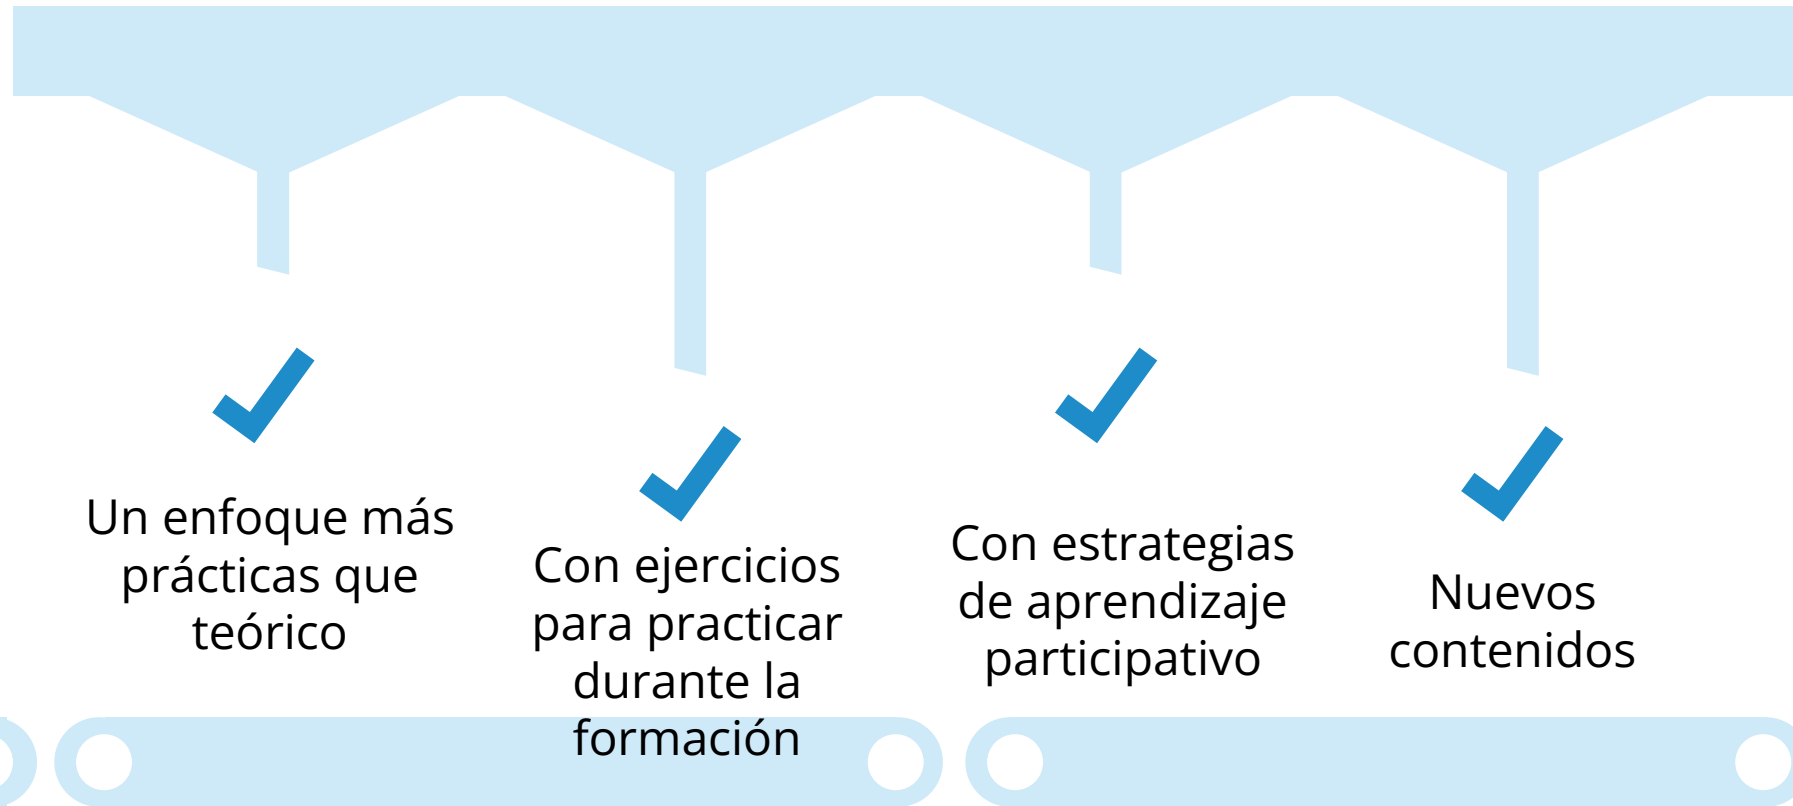 Un enfoque más
prácticas que
teórico
Con ejercicios
para practicar
durante la
formación
Con estrategias
de aprendizaje
participativo
Nuevos
contenidos